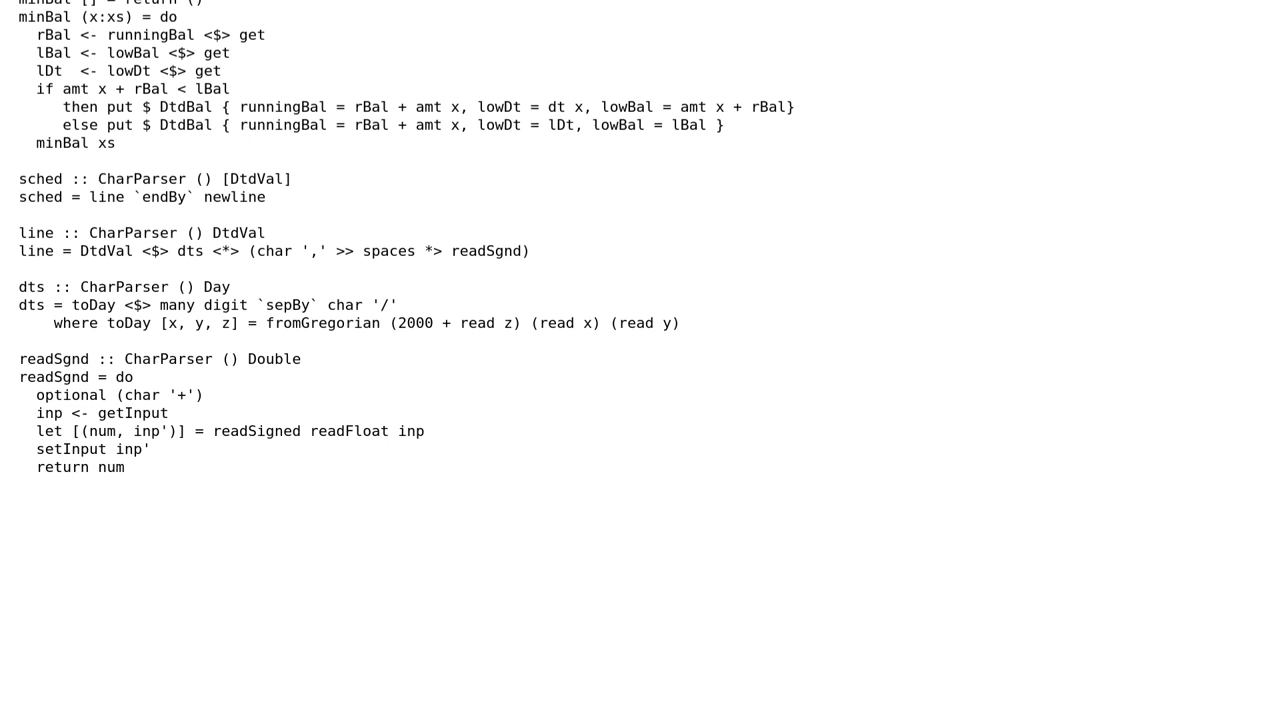 minBal [] = return ()
minBal (x:xs) = do
  rBal <- runningBal <$> get
  lBal <- lowBal <$> get
  lDt  <- lowDt <$> get
  if amt x + rBal < lBal
     then put $ DtdBal { runningBal = rBal + amt x, lowDt = dt x, lowBal = amt x + rBal}
     else put $ DtdBal { runningBal = rBal + amt x, lowDt = lDt, lowBal = lBal }
  minBal xs

sched :: CharParser () [DtdVal]
sched = line `endBy` newline

line :: CharParser () DtdVal
line = DtdVal <$> dts <*> (char ',' >> spaces *> readSgnd)

dts :: CharParser () Day
dts = toDay <$> many digit `sepBy` char '/'
    where toDay [x, y, z] = fromGregorian (2000 + read z) (read x) (read y)

readSgnd :: CharParser () Double
readSgnd = do
  optional (char '+')
  inp <- getInput
  let [(num, inp')] = readSigned readFloat inp
  setInput inp'
  return num